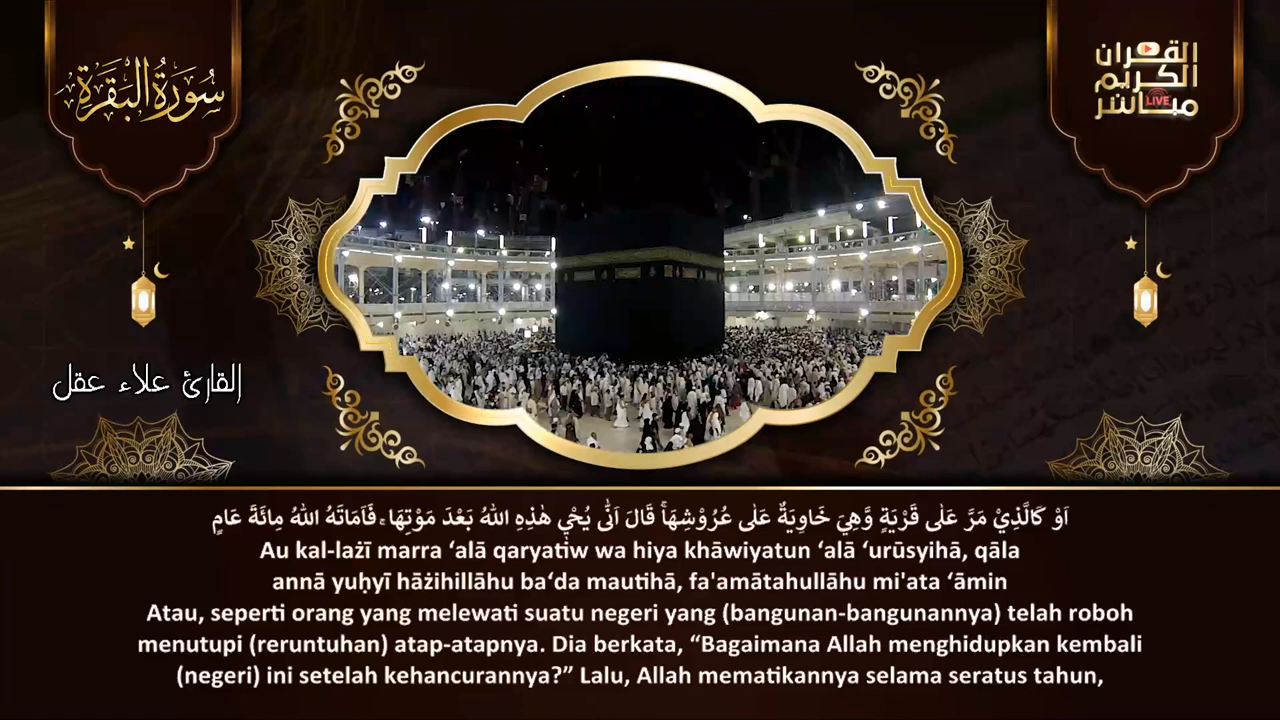 سُورَةُ البَقَرَةِ
القرآن
الكريم
مباشر
LIVE
القارئ علاء عقل
اَوْ كَالَّذِيْ مَرَّ عَلٰى قَرْيَةٍ وَّهِيَ خَاوِيَةٌ عَلٰى عُرُوْشِهَاۚ قَالَ اَنّٰى يُحْيٖ هٰذِهِ اللّٰهُ بَعْدَ مَوْتِهَا ۚ فَاَمَاتَهُ اللّٰهُ مِائَةَ عَامٍ
Au kal-lażī marra ‘alā qaryatiw wa hiya khāwiyatun ‘alā ‘urūsyihā, qāla
annā yuḥyī hāżihillāhu ba‘da mautihā, fa'amātahullāhu mi'ata ‘āmin
Atau, seperti orang yang melewati suatu negeri yang (bangunan-bangunannya) telah roboh
menutupi (reruntuhan) atap-atapnya. Dia berkata, “Bagaimana Allah menghidupkan kembali
(negeri) ini setelah kehancurannya?” Lalu, Allah mematikannya selama seratus tahun,